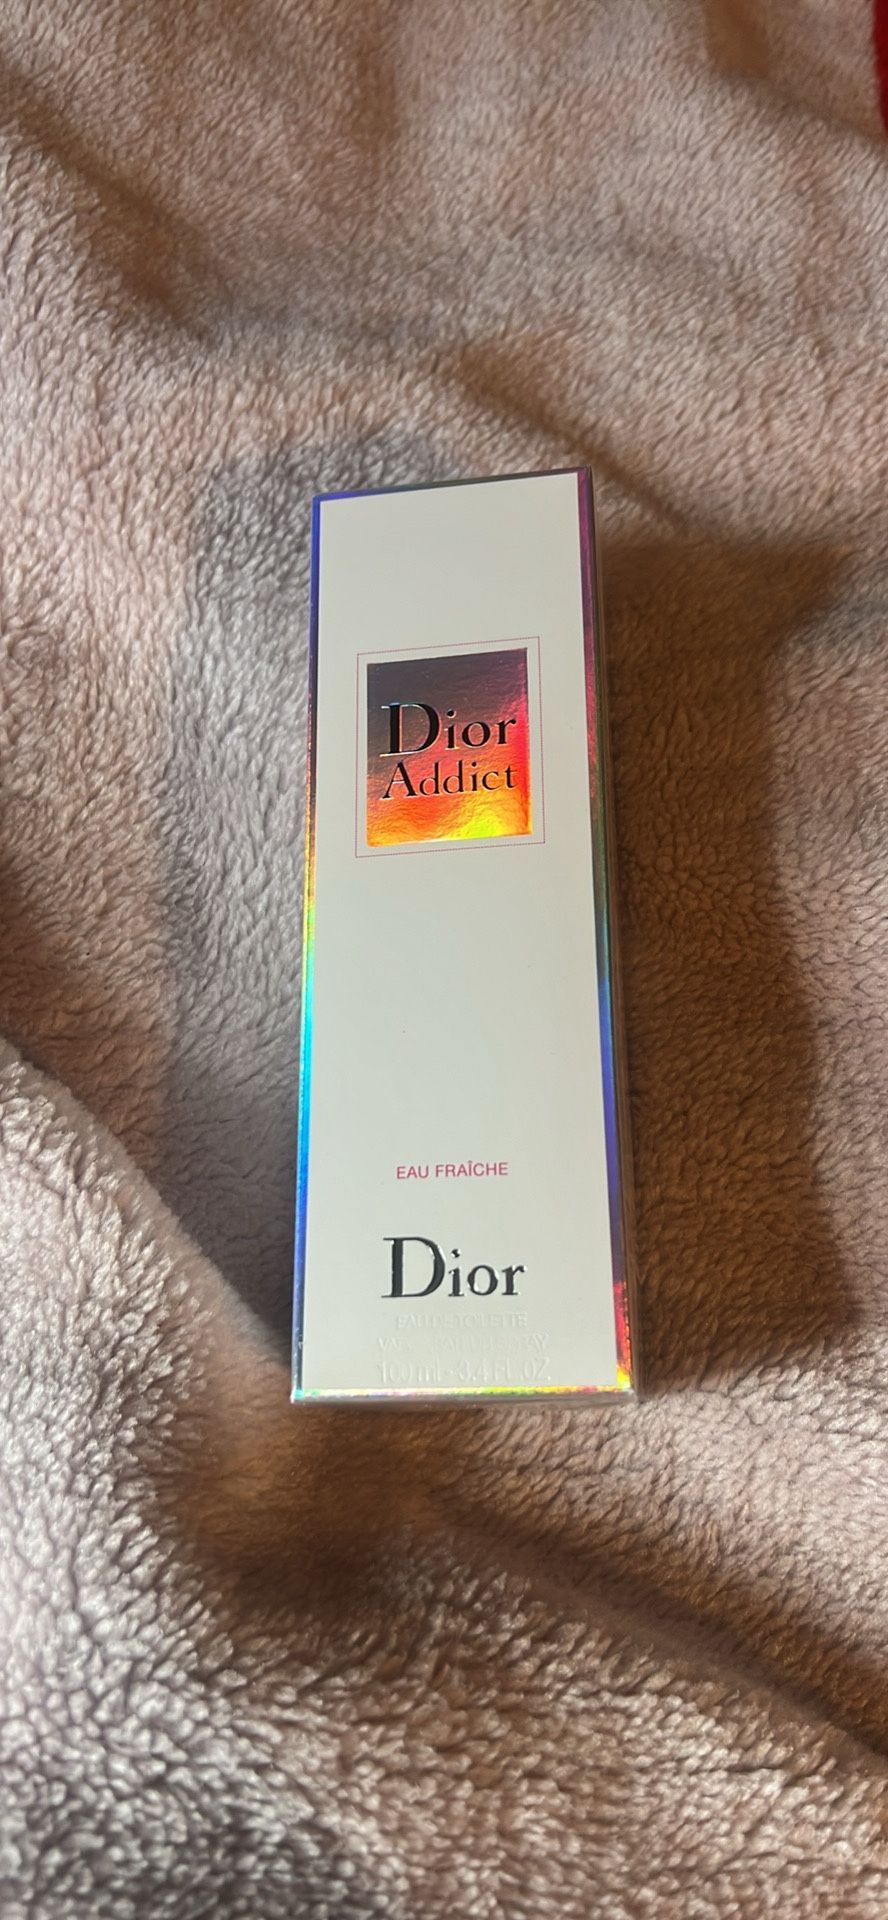 Dior
Addict
EAU FRAÎCHE
Dior
EAU DE TOILETTE
100 ml - 3.4 FL.OZ.